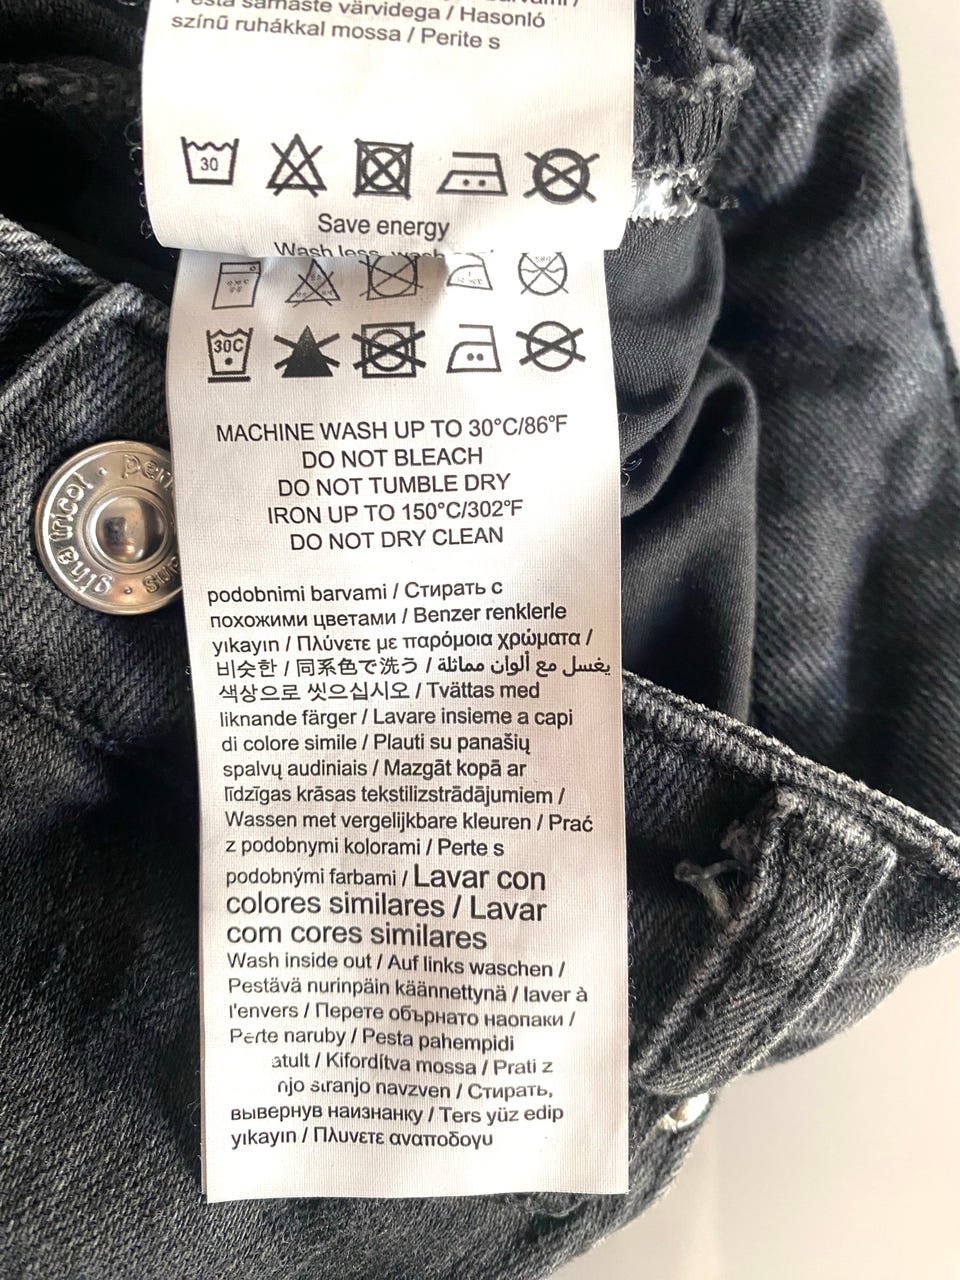 sarnaste värvidega / Hasonló
színű ruhákkal mossa / Perite s
30
Save energy
Wash less
30C
MACHINE WASH UP TO 30°C/86°F
DO NOT BLEACH
DO NOT TUMBLE DRY
IRON UP TO 150°C/302°F
DO NOT DRY CLEAN
podobnimi barvami / Стирать с
похожими цветами / Benzer renklerle
yıkayın / Πλύνετε με παρόμοια χρώματα /
비슷한 / 同系色で洗う / يغسل مع ألوان مماثلة
색상으로 씻으십시오 / Tvättas med
liknande färger / Lavare insieme a capi
di colore simile / Plauti su panašių
spalvų audiniais / Mazgāt kopā ar
līdzīgas krāsas tekstilizstrādājumiem /
Wassen met vergelijkbare kleuren / Prać
z podobnymi kolorami / Perte s
podobnými farbami / Lavar con
colores similares / Lavar
com cores similares
Wash inside out / Auf links waschen /
Pestävä nurinpäin käännettynä / laver à
l'envers / Перете обърнато наопаки /
Perte naruby / Pesta pahempidi
/ Kifordítva mossa / Prati z
stranjo navzven / Стирать,
вывернув наизнанку / Ters yüz edip
yıkayın / Πλυνετε αναποδογυ
gina tricot